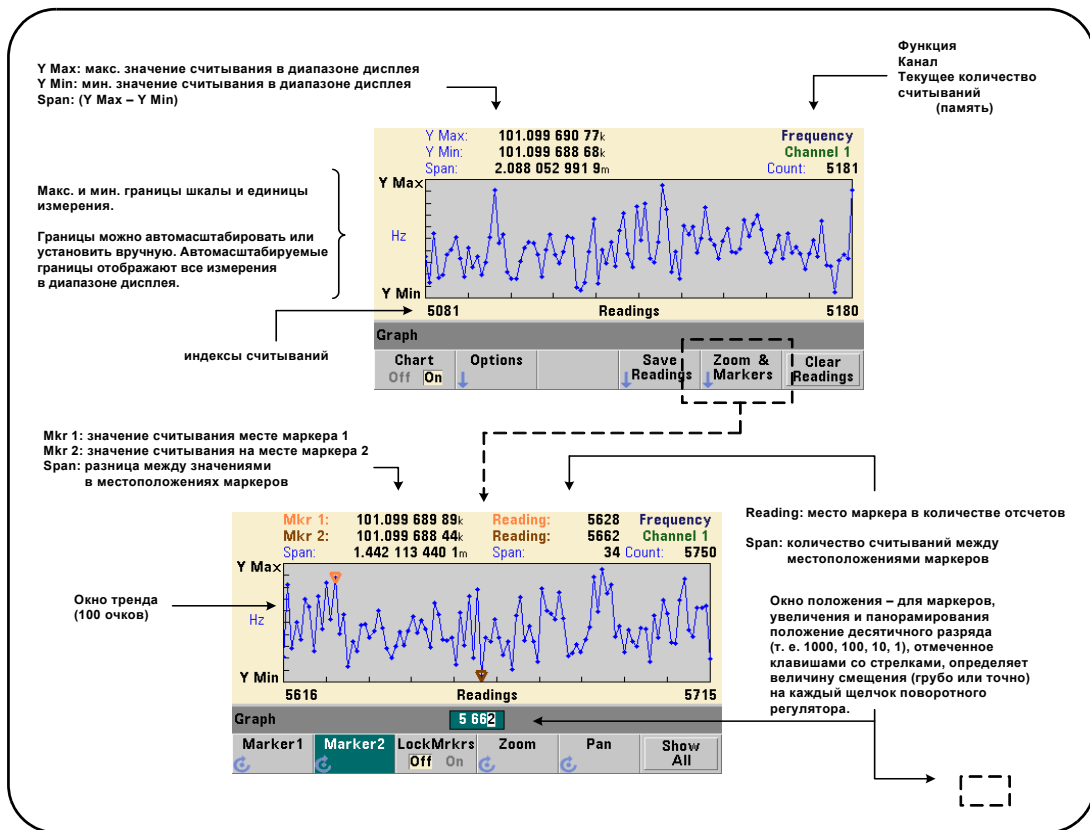 Y Max: макс. значение считывания в диапазоне дисплея
Y Min: мин. значение считывания в диапазоне дисплея
Span: (Y Max – Y Min)
Функция
Канал
Текущее количество
считываний
(память)
Y Max: 101.099 690 77k Frequency
Y Min: 101.099 688 68k Channel 1
Span: 2.088 052 991 9m Count: 5181
Y Max
Hz
Y Min
5081 Readings 5180
Graph
Chart Off On
Options
Save Readings
Zoom & Markers
Clear Readings
Макс. и мин. границы шкалы и единицы
измерения.
Границы можно автомасштабировать или
установить вручную. Автомасштабируемые
границы отображают все измерения
в диапазоне дисплея.
индексы считываний
Mkr 1: значение считывания месте маркера 1
Mkr 2: значение считывания на месте маркера 2
Span: разница между значениями
в местоположениях маркеров
Mkr 1: 101.099 689 89k Reading: 5628 Frequency
Mkr 2: 101.099 688 44k Reading: 5662 Channel 1
Span: 1.442 113 440 1m Span: 34 Count: 5750
Y Max
Hz
Y Min
5616 Readings 5715
Graph 5 662
Marker1
Marker2
LockMrkrs Off On
Zoom
Pan
Show All
Окно тренда
(100 очков)
Reading: место маркера в количестве отсчетов
Span: количество считываний между
местоположениями маркеров
Окно положения – для маркеров,
увеличения и панорамирования
положение десятичного разряда
(т. е. 1000, 100, 10, 1), отмеченное
клавишами со стрелками, определяет
величину смещения (грубо или точно)
на каждый щелчок поворотного
регулятора.